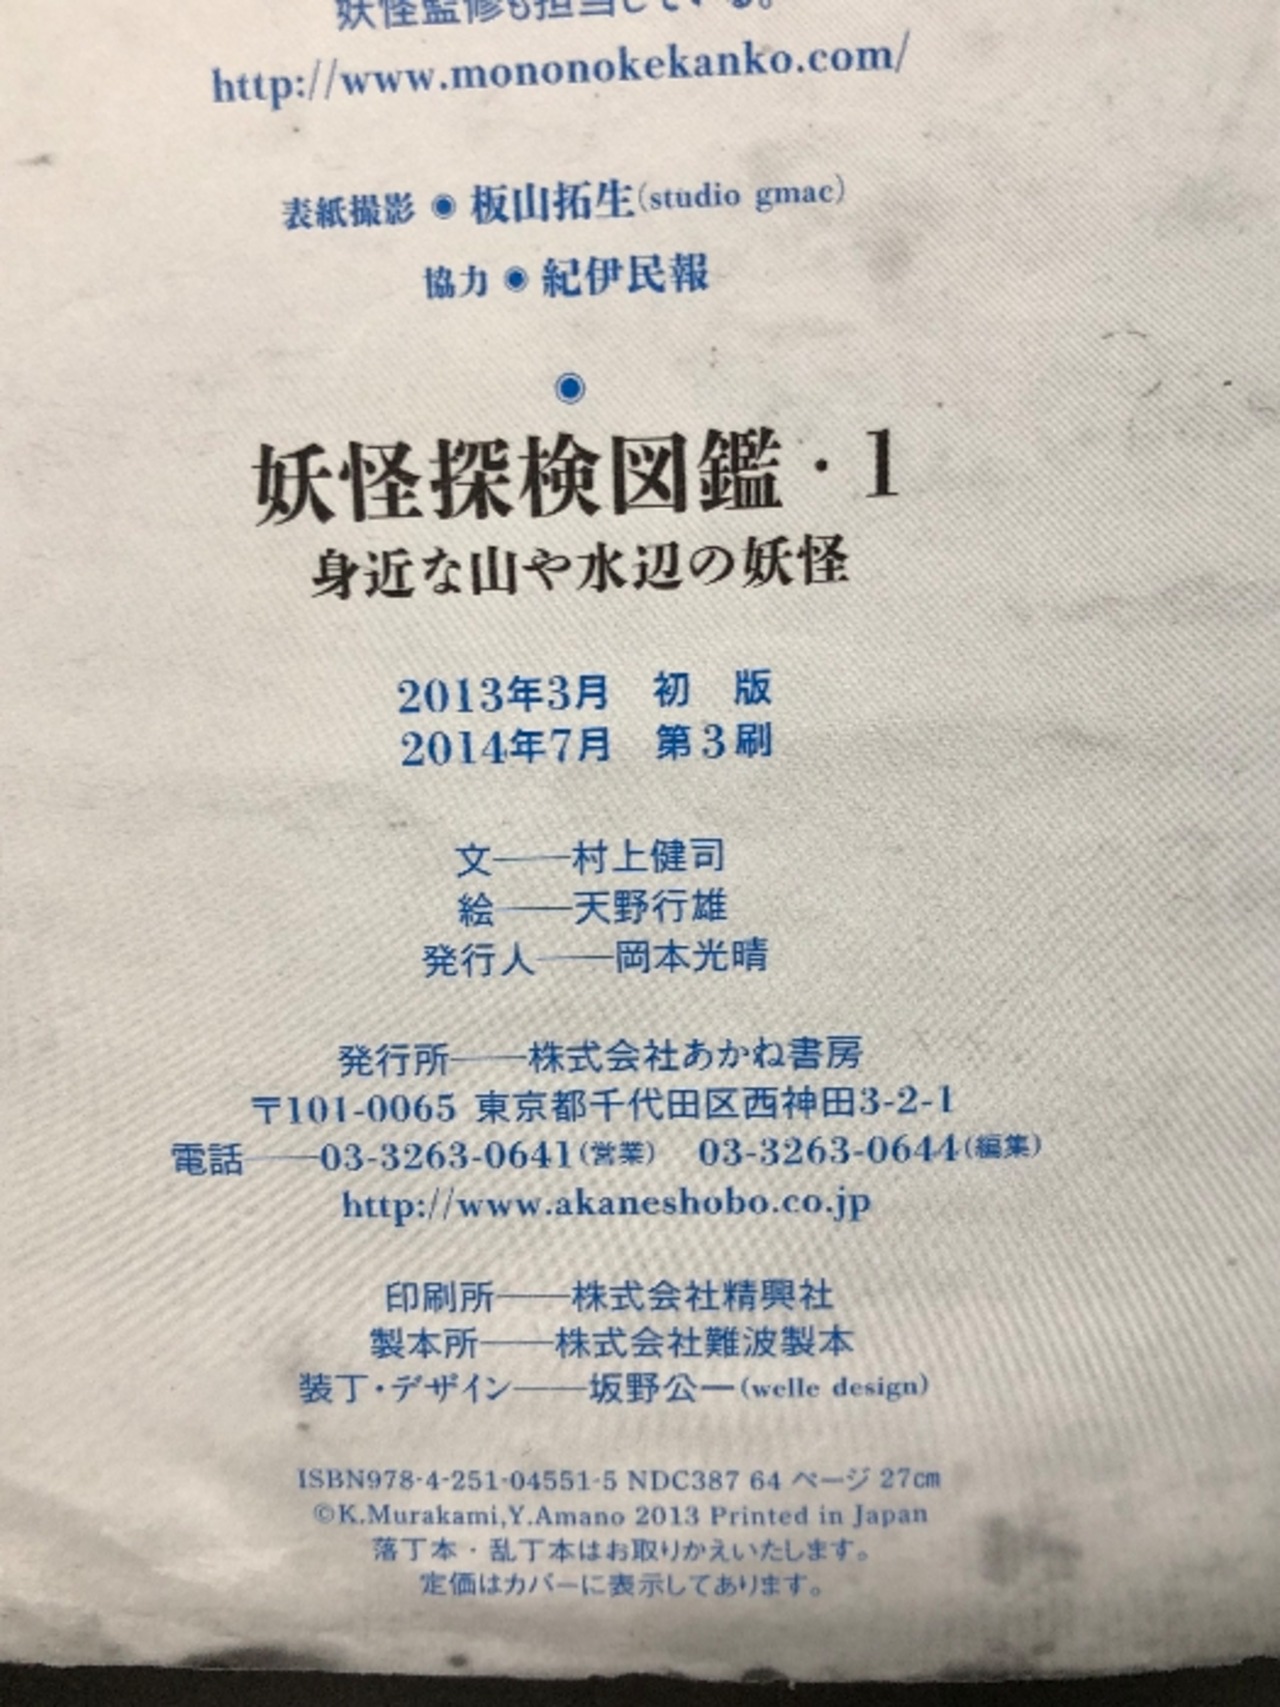 妖怪監修も担当している。
http://www.mononokekanko.com/
表紙撮影◉板山拓生(studio gmac)
協力◉紀伊民報
◉
妖怪探検図鑑・1
身近な山や水辺の妖怪
2013年3月 初 版
2014年7月 第3刷
文——村上健司
絵——天野行雄
発行人——岡本光晴
発行所——株式会社あかね書房
〒101-0065 東京都千代田区西神田3-2-1
電話——03-3263-0641(営業) 03-3263-0644(編集)
http://www.akaneshobo.co.jp
印刷所——株式会社精興社
製本所——株式会社難波製本
装丁・デザイン——坂野公一(welle design)
ISBN978-4-251-04551-5 NDC387 64 ページ 27㎝
©K.Murakami,Y.Amano 2013 Printed in Japan
落丁本・乱丁本はお取りかえいたします。
定価はカバーに表示してあります。